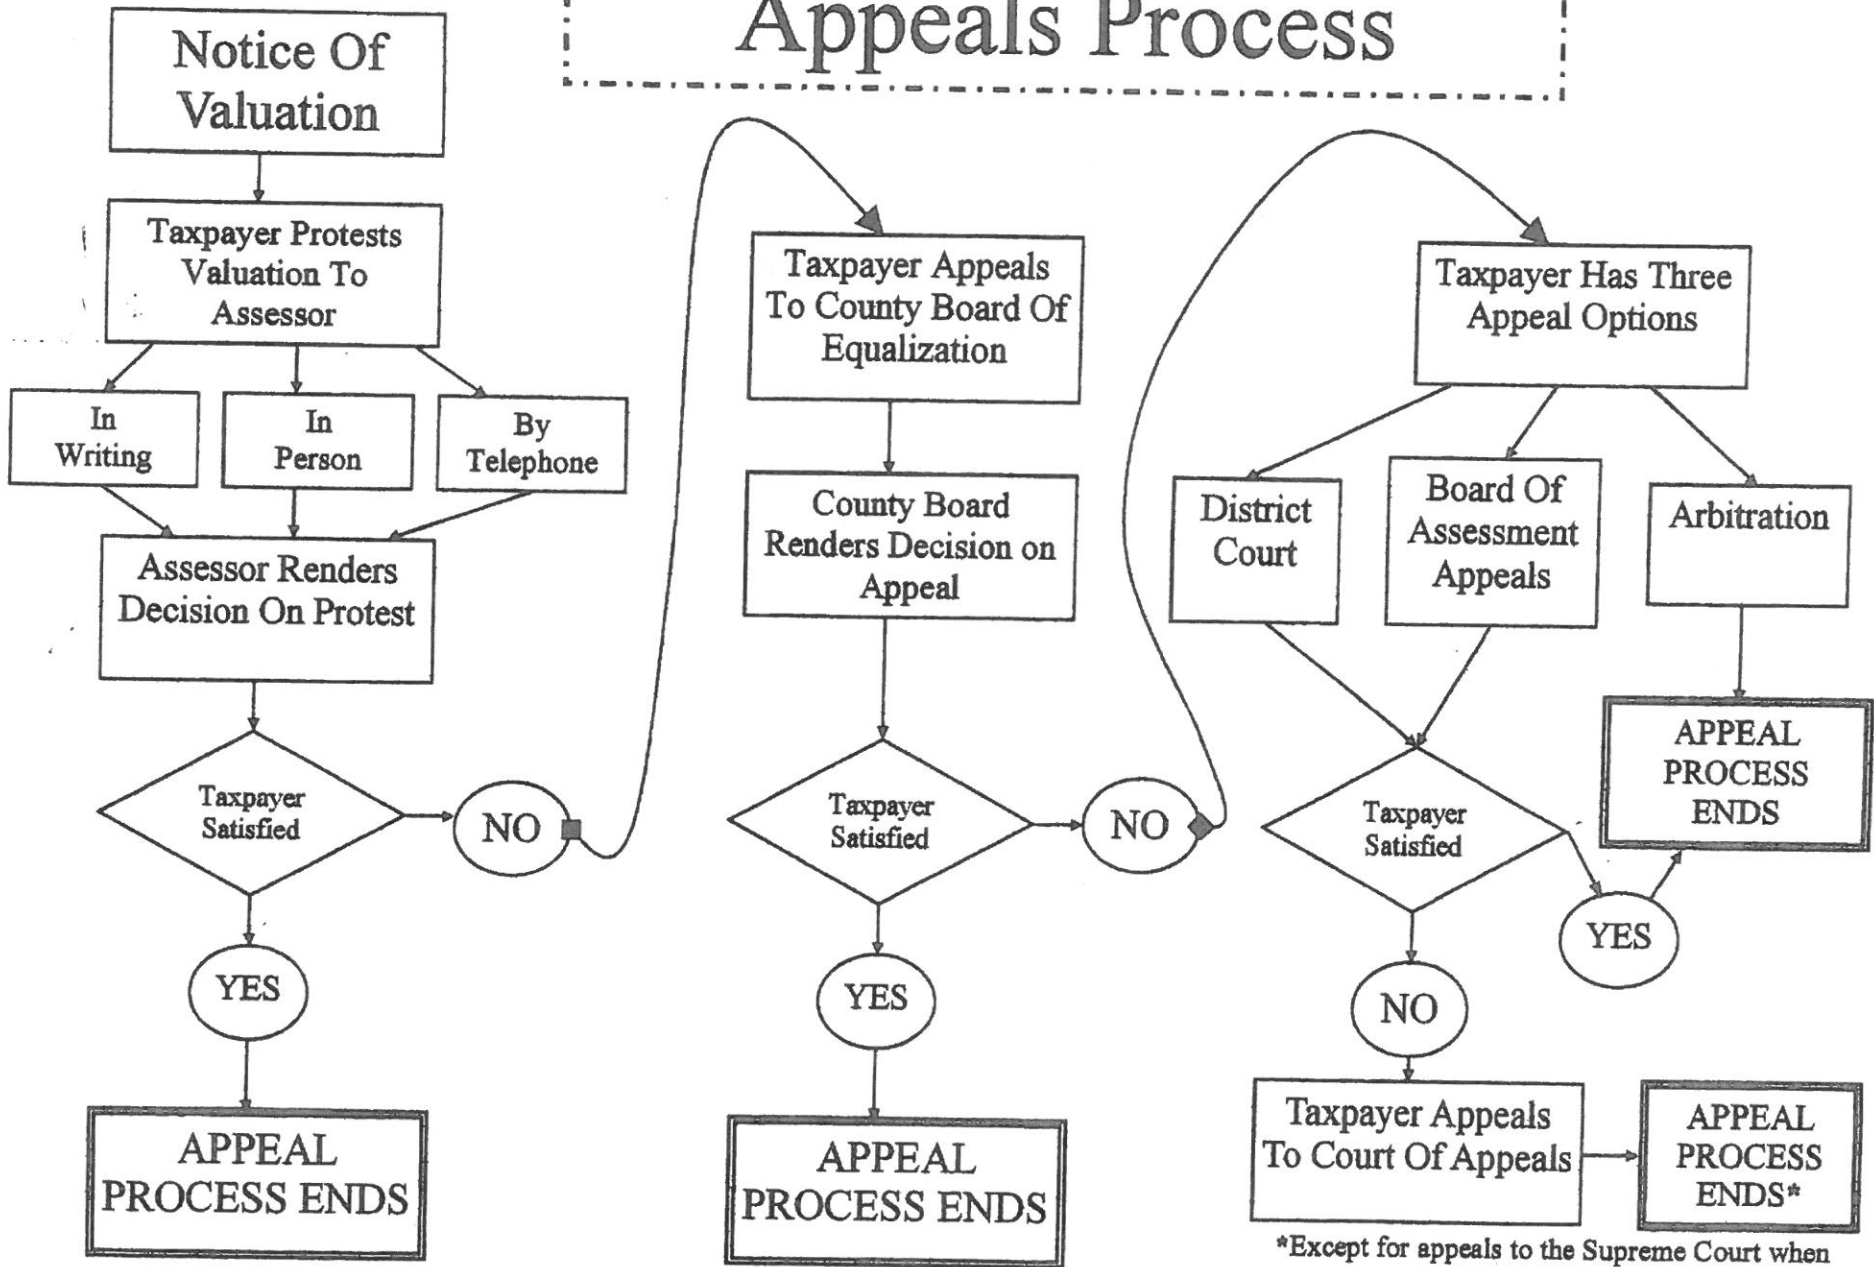 Appeals Process
Notice Of
Valuation
Taxpayer Protests
Valuation To
Assessor
In
Writing
In
Person
By
Telephone
Assessor Renders
Decision On Protest
Taxpayer
Satisfied
NO
YES
APPEAL
PROCESS ENDS
Taxpayer Appeals
To County Board Of
Equalization
County Board
Renders Decision on
Appeal
Taxpayer
Satisfied
NO
YES
APPEAL
PROCESS ENDS
Taxpayer Has Three
Appeal Options
District
Court
Board Of
Assessment
Appeals
Arbitration
APPEAL
PROCESS
ENDS
Taxpayer
Satisfied
YES
NO
Taxpayer Appeals
To Court Of Appeals
APPEAL
PROCESS
ENDS*
*Except for appeals to the Supreme Court when